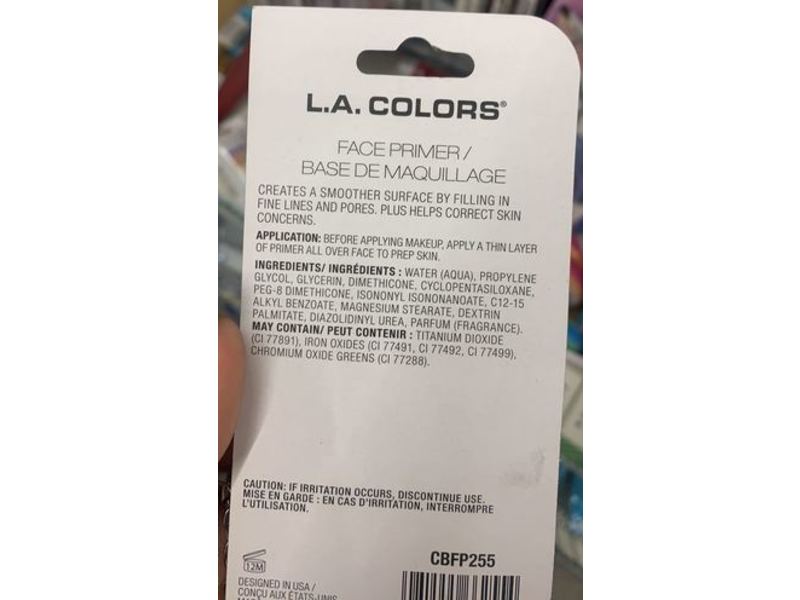 L.A. COLORS®
FACE PRIMER /
BASE DE MAQUILLAGE
CREATES A SMOOTHER SURFACE BY FILLING IN
FINE LINES AND PORES. PLUS HELPS CORRECT SKIN
CONCERNS.
APPLICATION: BEFORE APPLYING MAKEUP, APPLY A THIN LAYER
OF PRIMER ALL OVER FACE TO PREP SKIN.
INGREDIENTS/ INGRÉDIENTS : WATER (AQUA), PROPYLENE
GLYCOL, GLYCERIN, DIMETHICONE, CYCLOPENTASILOXANE,
PEG-8 DIMETHICONE, ISONONYL ISONONANOATE, C12-15
ALKYL BENZOATE, MAGNESIUM STEARATE, DEXTRIN
PALMITATE, DIAZOLIDINYL UREA, PARFUM (FRAGRANCE).
MAY CONTAIN/ PEUT CONTENIR : TITANIUM DIOXIDE
(CI 77891), IRON OXIDES (CI 77491, CI 77492, CI 77499),
CHROMIUM OXIDE GREENS (CI 77288).
CAUTION: IF IRRITATION OCCURS, DISCONTINUE USE.
MISE EN GARDE : EN CAS D'IRRITATION, INTERROMPRE
L'UTILISATION.
12M
CBFP255
DESIGNED IN USA /
CONÇU AUX ÉTATS-UNIS